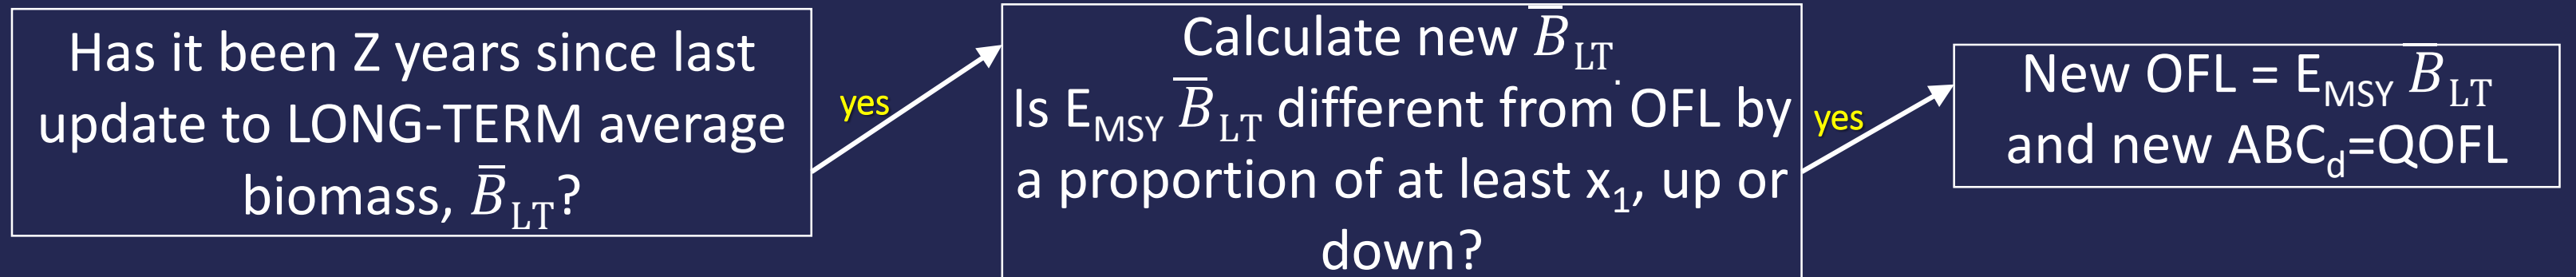 Has it been Z years since last
update to LONG-TERM average
biomass, B̅LT?
yes
Calculate new B̅LT.
Is EMSY B̅LT different from OFL by
a proportion of at least x1, up or
down?
yes
New OFL = EMSY B̅LT
and new ABCd=QOFL